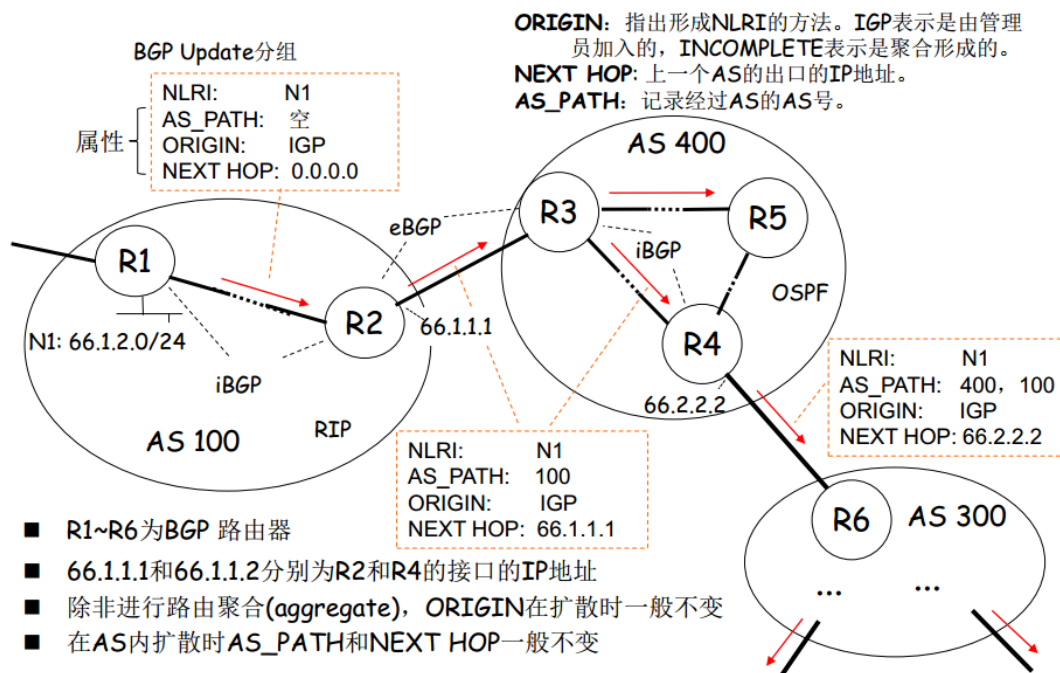 ORIGIN：指出形成NLRI的方法。IGP表示是由管理
员加入的，INCOMPLETE表示是聚合形成的。
NEXT HOP: 上一个AS的出口的IP地址。
AS_PATH：记录经过AS的AS号。
BGP Update分组
属性
NLRI: N1
AS_PATH: 空
ORIGIN: IGP
NEXT HOP: 0.0.0.0
AS 400
R3
R5
eBGP
iBGP
OSPF
R1
R2
66.1.1.1
R4
N1: 66.1.2.0/24
iBGP
66.2.2.2
RIP
AS 100
NLRI: N1
AS_PATH: 400，100
ORIGIN: IGP
NEXT HOP: 66.2.2.2
NLRI: N1
AS_PATH: 100
ORIGIN: IGP
NEXT HOP: 66.1.1.1
R6
AS 300
...
...
■ R1~R6为BGP 路由器
■ 66.1.1.1和66.1.1.2分别为R2和R4的接口的IP地址
■ 除非进行路由聚合(aggregate)，ORIGIN在扩散时一般不变
■ 在AS内扩散时AS_PATH和NEXT HOP一般不变